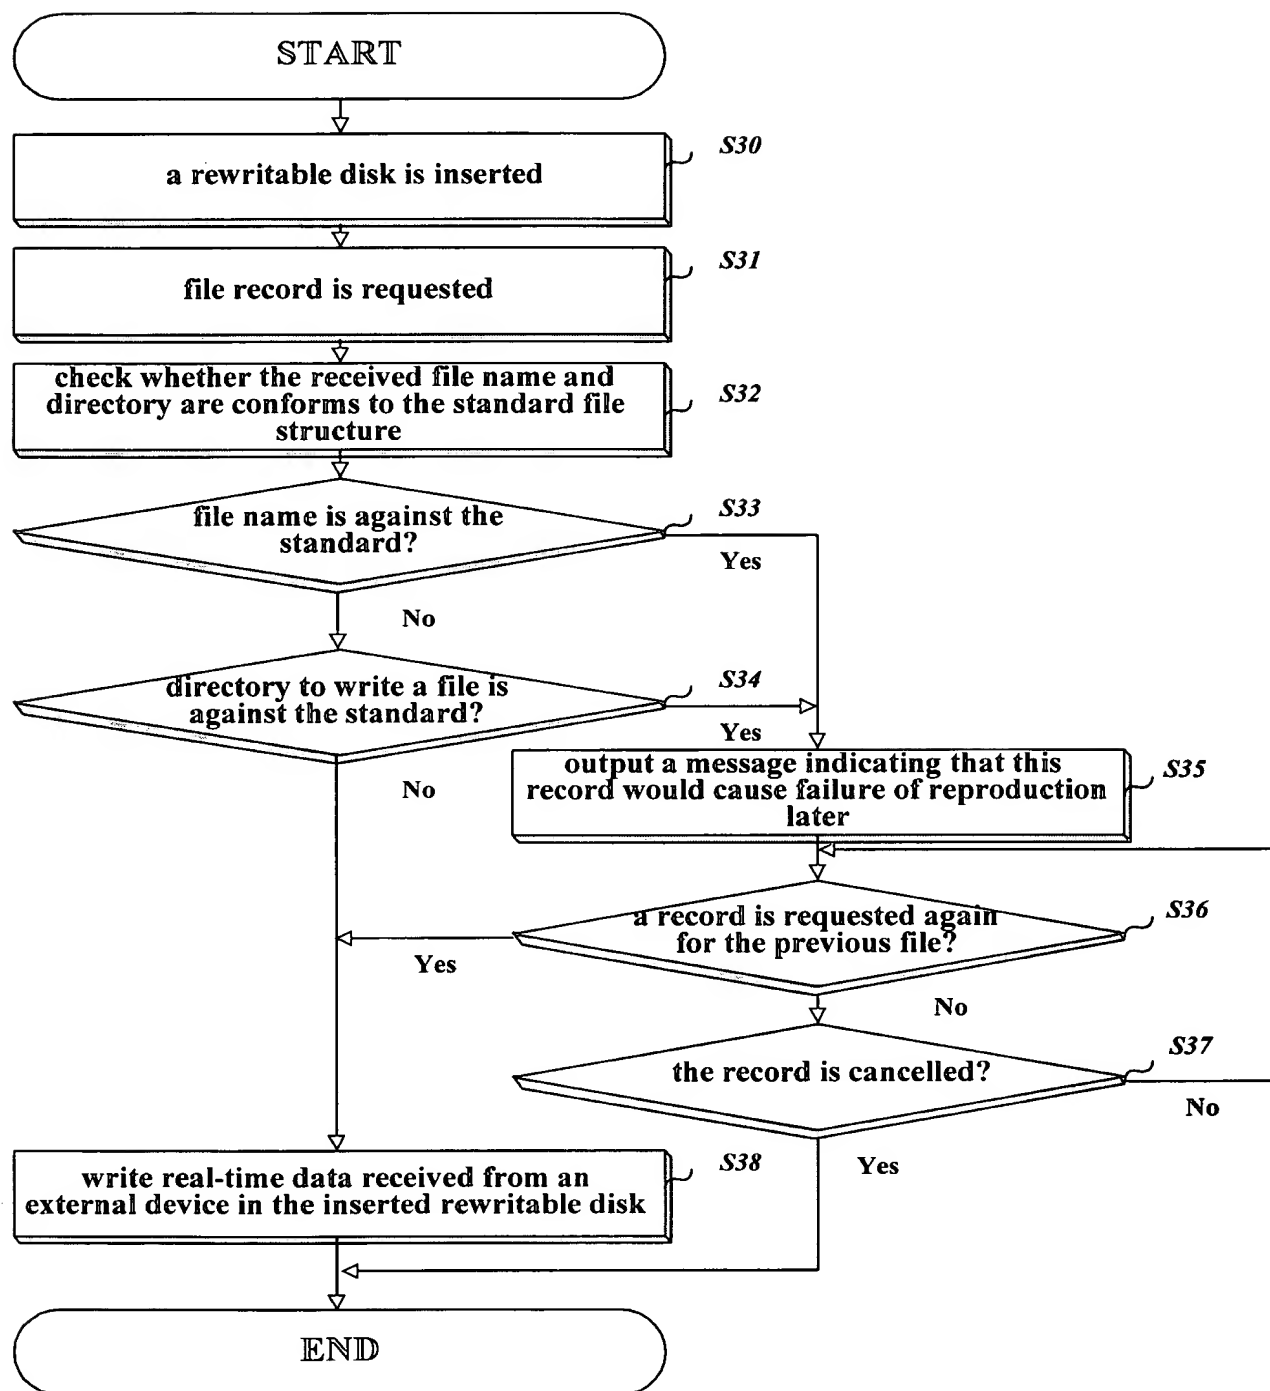 START
a rewritable disk is inserted
S30
file record is requested
S31
check whether the received file name and
directory are conforms to the standard file
structure
S32
file name is against the
standard?
S33
Yes
No
directory to write a file is
against the standard?
S34
Yes
No
output a message indicating that this
record would cause failure of reproduction
later
S35
a record is requested again
for the previous file?
S36
Yes
No
the record is cancelled?
S37
No
Yes
write real-time data received from an
external device in the inserted rewritable disk
S38
END